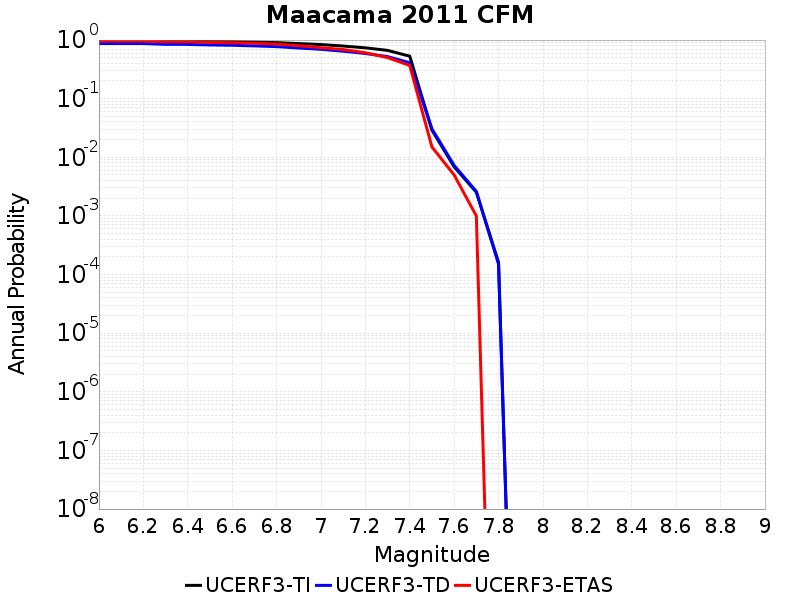 Maacama 2011 CFM
Annual Probability
10^0
10^-1
10^-2
10^-3
10^-4
10^-5
10^-6
10^-7
10^-8
6 6.2 6.4 6.6 6.8 7 7.2 7.4 7.6 7.8 8 8.2 8.4 8.6 8.8 9
Magnitude
UCERF3-TI UCERF3-TD UCERF3-ETAS